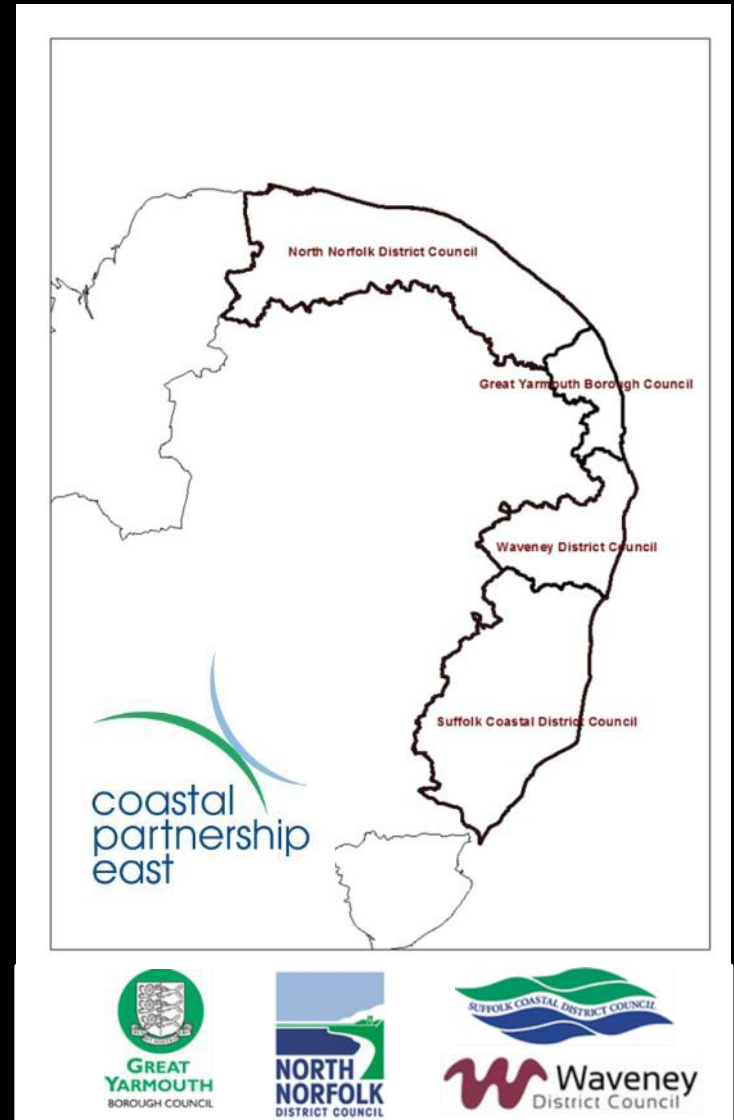 North Norfolk District Council
Great Yarmouth Borough Council
Waveney District Council
Suffolk Coastal District Council
coastal
partnership
east
GREAT
YARMOUTH
BOROUGH COUNCIL
NORTH
NORFOLK
DISTRICT COUNCIL
SUFFOLK COASTAL DISTRICT COUNCIL
Waveney
District Council